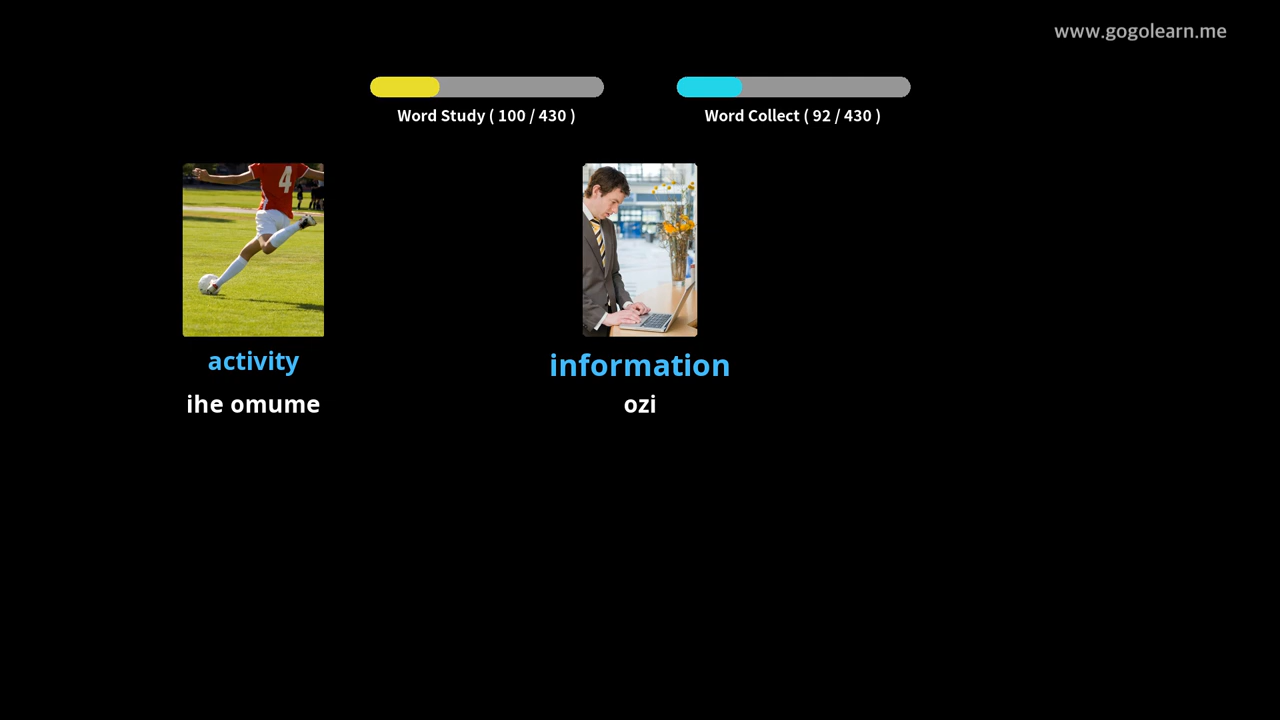 www.gogolearn.me
Word Study ( 100 / 430 )
Word Collect ( 92 / 430 )
4
activity
ihe omume
information
ozi